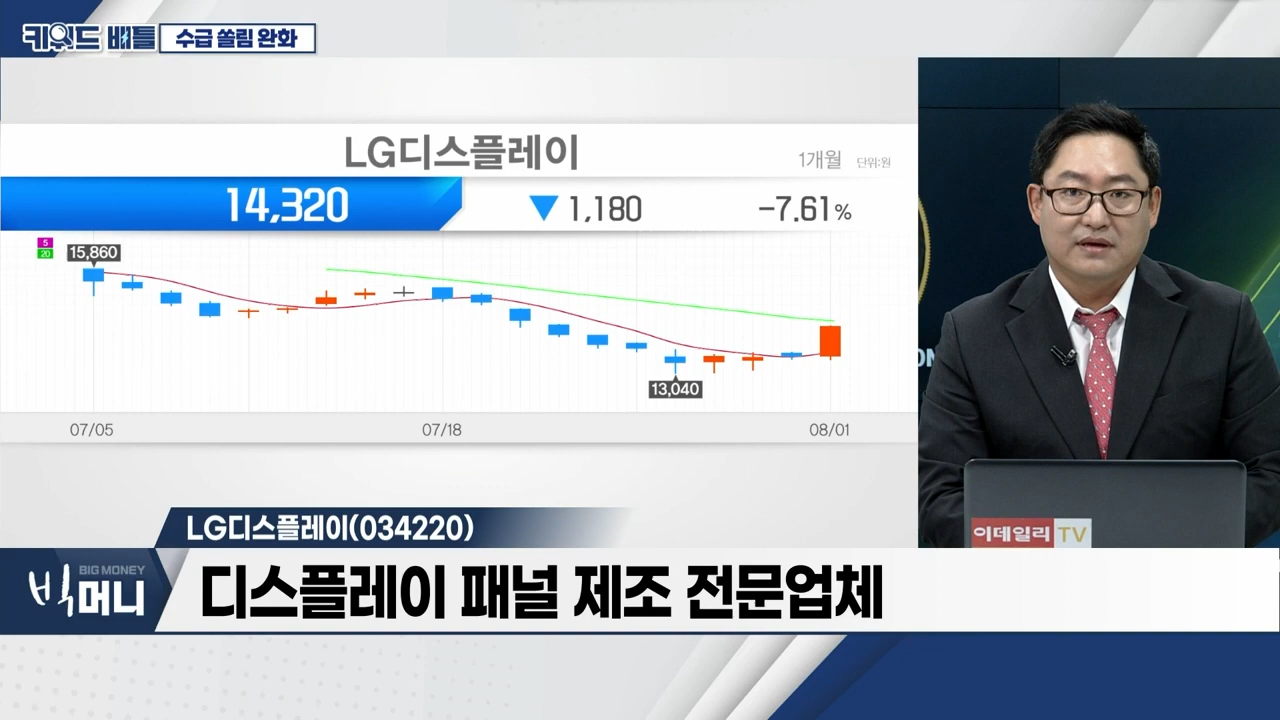 키워드 배틀
수급 쏠림 완화
LG디스플레이
1개월 단위:원
14,320 ▼ 1,180 -7.61%
5
20
15,860
13,040
07/05 07/18 08/01
ON
이데일리 TV
LG디스플레이(034220)
빅머니
BIG MONEY
디스플레이 패널 제조 전문업체